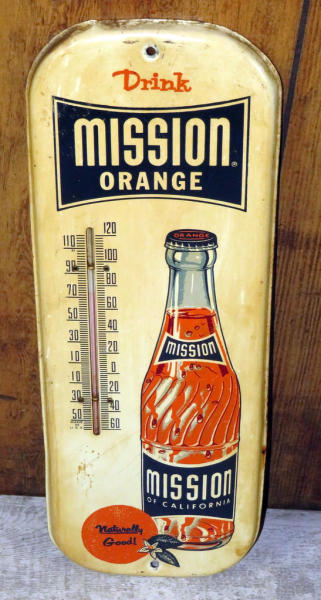 Drink
MISSION®
ORANGE
120
110
100
90
80
70
60
50
40
30
20
10
0
10
20
30
40
50
60
ORANGE
MISSION
MISSION
OF CALIFORNIA
Naturally
Good!